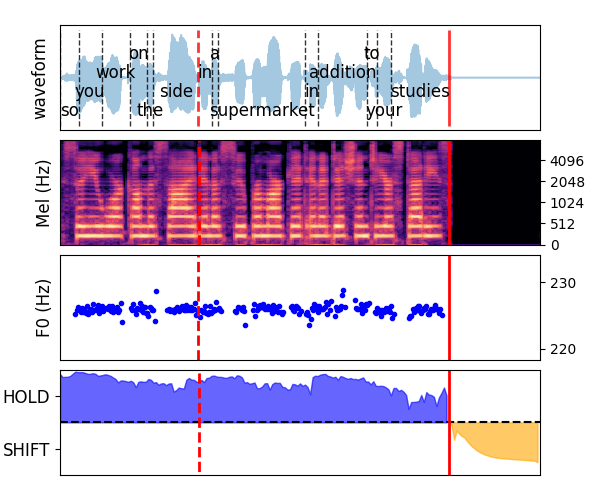 waveform
on a to
work in addition
you side in studies
so the supermarket your
Mel (Hz)
4096
2048
1024
512
0
F0 (Hz)
230
220
HOLD
SHIFT